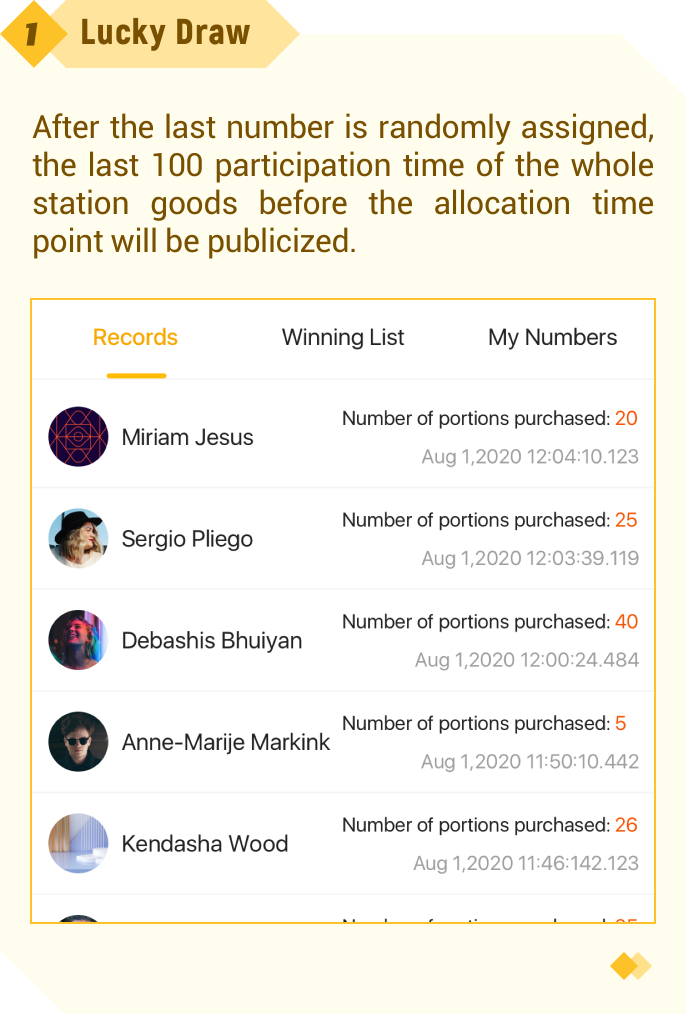 1 Lucky Draw
After the last number is randomly assigned,
the last 100 participation time of the whole
station goods before the allocation time
point will be publicized.
Records Winning List My Numbers
Number of portions purchased: 20
Miriam Jesus
Aug 1,2020 12:04:10.123
Number of portions purchased: 25
Sergio Pliego
Aug 1,2020 12:03:39.119
Number of portions purchased: 40
Debashis Bhuiyan
Aug 1,2020 12:00:24.484
Number of portions purchased: 5
Anne-Marije Markink
Aug 1,2020 11:50:10.442
Number of portions purchased: 26
Kendasha Wood
Aug 1,2020 11:46:142.123